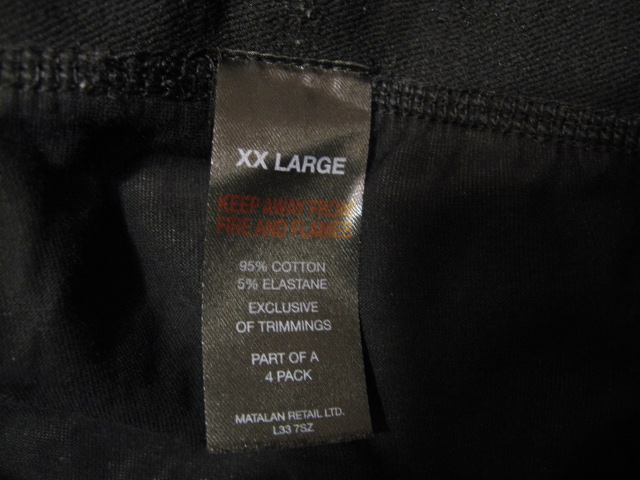 XX LARGE
KEEP AWAY FROM
FIRE AND FLAMES
95% COTTON
5% ELASTANE
EXCLUSIVE
OF TRIMMINGS
PART OF A
4 PACK
MATALAN RETAIL LTD.
L33 7SZ